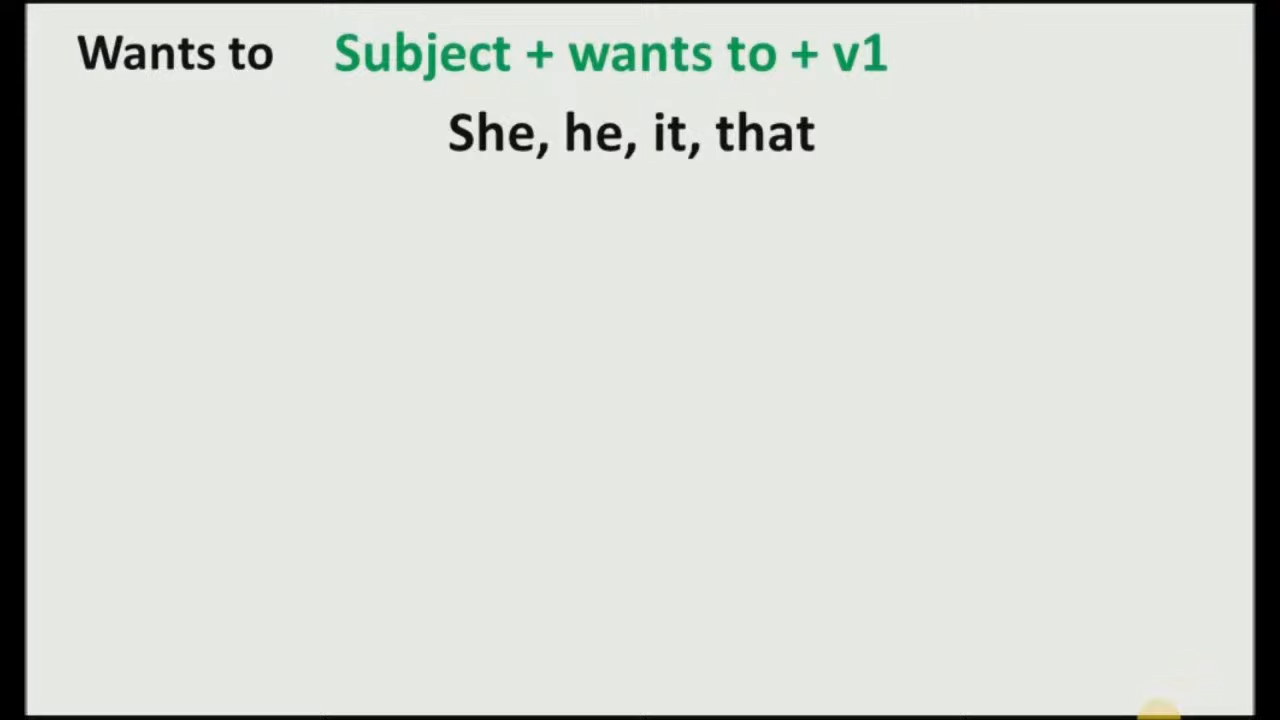 Wants to Subject + wants to + v1
She, he, it, that